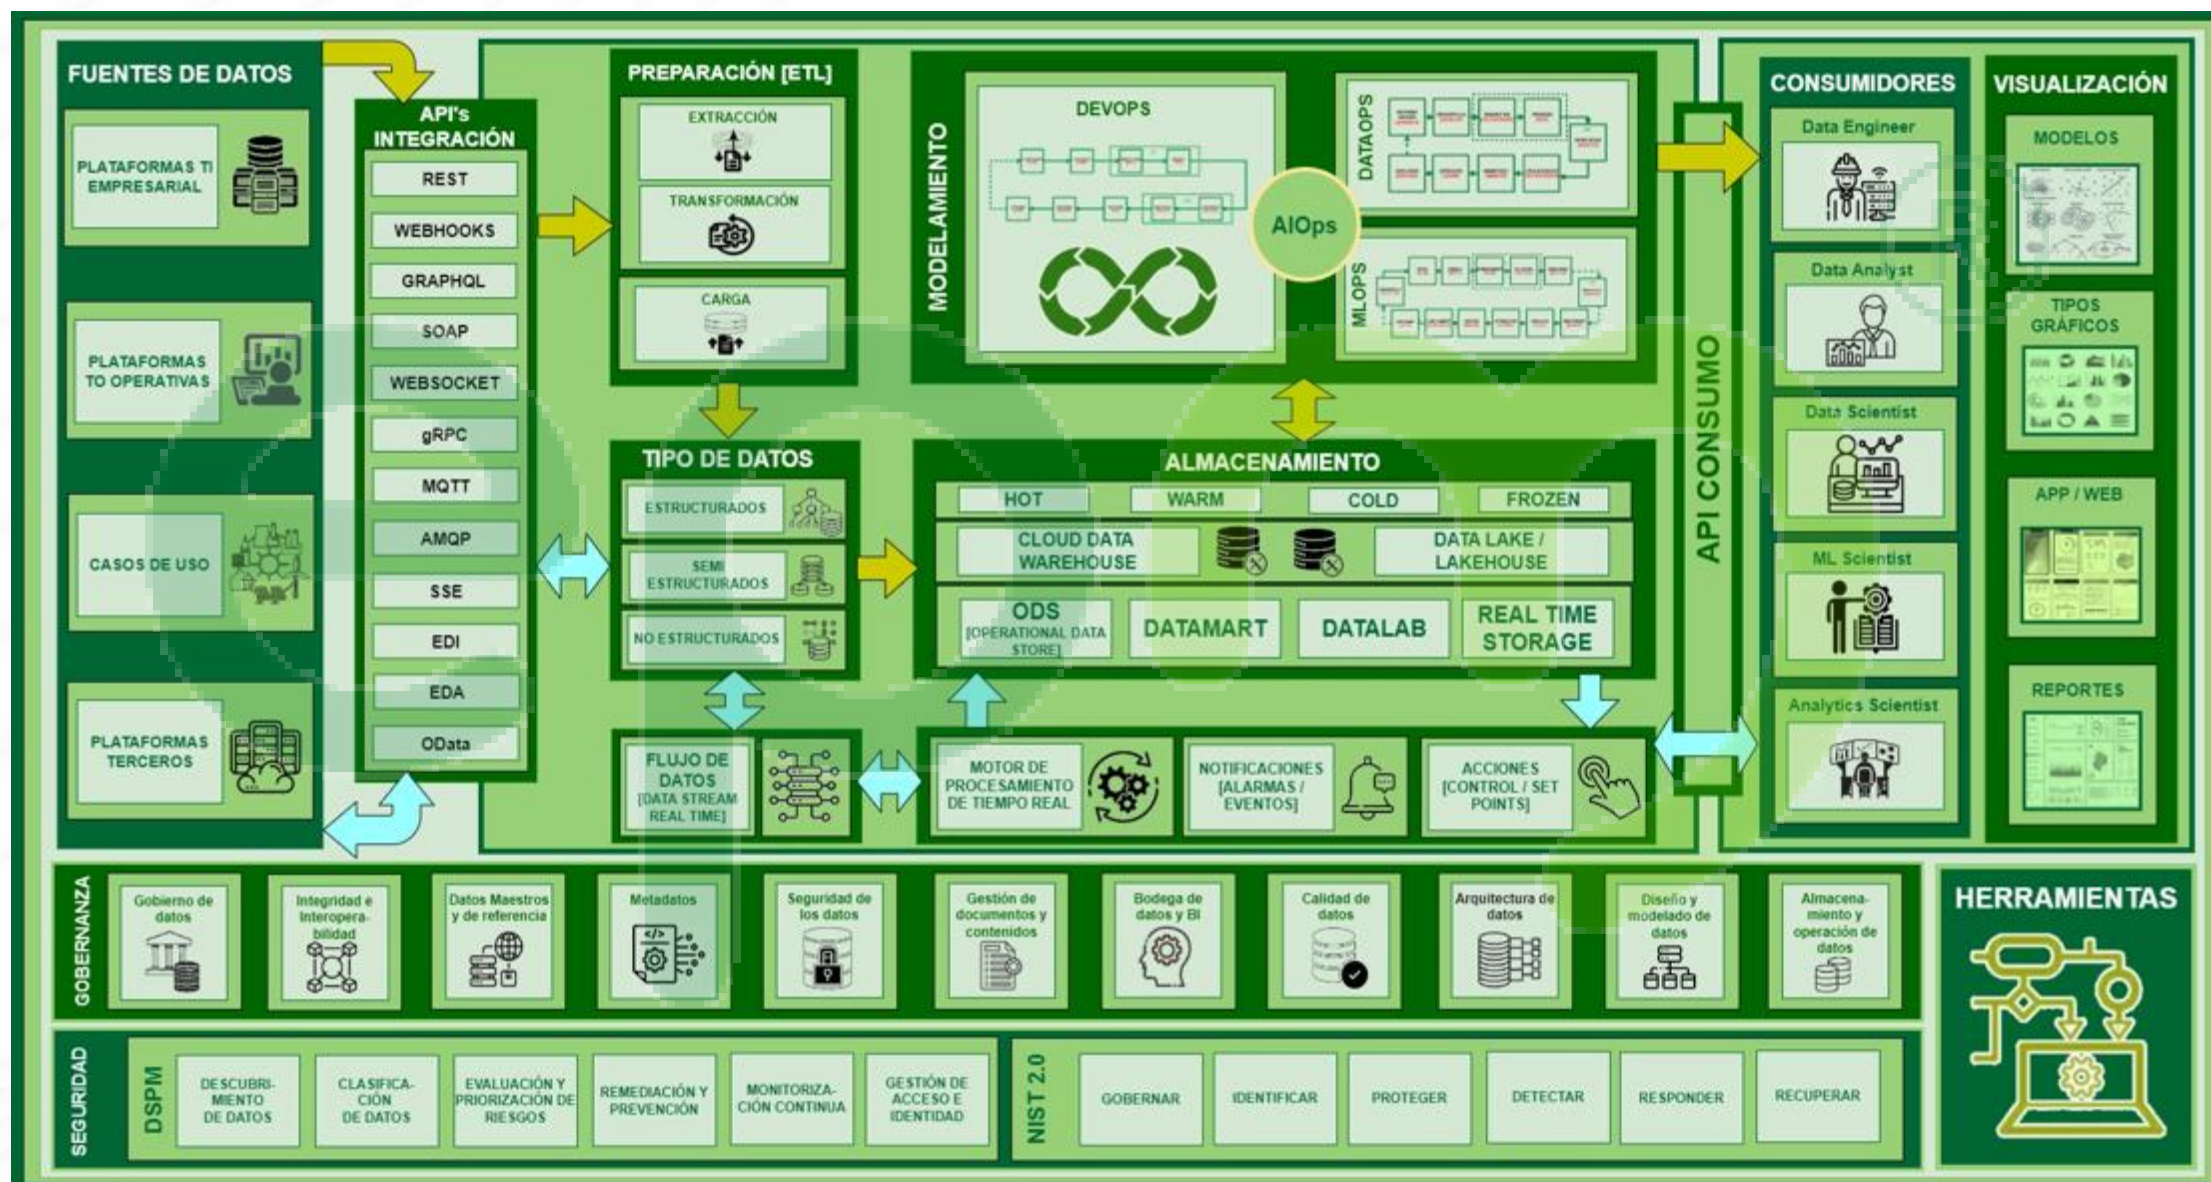 FUENTES DE DATOS
PLATAFORMAS TI
EMPRESARIAL
PLATAFORMAS
TO OPERATIVAS
CASOS DE USO
PLATAFORMAS
TERCEROS
API's
INTEGRACIÓN
REST
WEBHOOKS
GRAPHQL
SOAP
WEBSOCKET
gRPC
MQTT
AMQP
SSE
EDI
EDA
OData
PREPARACIÓN [ETL]
EXTRACCIÓN
TRANSFORMACIÓN
CARGA
TIPO DE DATOS
ESTRUCTURADOS
SEMI
ESTRUCTURADOS
NO ESTRUCTURADOS
FLUJO DE
DATOS
[DATA STREAM
REAL TIME]
MODELAMIENTO
DEVOPS
AIOps
DATAOPS
MLOPS
ALMACENAMIENTO
HOT
WARM
COLD
FROZEN
CLOUD DATA
WAREHOUSE
DATA LAKE /
LAKEHOUSE
ODS
[OPERATIONAL DATA
STORE]
DATAMART
DATALAB
REAL TIME
STORAGE
MOTOR DE
PROCESAMIENTO
DE TIEMPO REAL
NOTIFICACIONES
[ALARMAS /
EVENTOS]
ACCIONES
[CONTROL / SET
POINTS]
API CONSUMO
CONSUMIDORES
Data Engineer
Data Analyst
Data Scientist
ML Scientist
Analytics Scientist
VISUALIZACIÓN
MODELOS
TIPOS
GRÁFICOS
APP / WEB
REPORTES
GOBERNANZA
Gobierno de
datos
Integridad e
Interopera-
bilidad
Datos Maestros
y de referencia
Metadatos
Seguridad de
los datos
Gestión de
documentos y
contenidos
Bodega de
datos y BI
Calidad de
datos
Arquitectura de
datos
Diseño y
modelado de
datos
Almacena-
miento y
operación de
datos
HERRAMIENTAS
SEGURIDAD
DSPM
DESCUBRI-
MIENTO
DE DATOS
CLASIFICA-
CIÓN
DE DATOS
EVALUACIÓN Y
PRIORIZACIÓN DE
RIESGOS
REMEDIACIÓN Y
PREVENCIÓN
MONITORIZA-
CIÓN CONTINUA
GESTIÓN DE
ACCESO E
IDENTIDAD
NIST 2.0
GOBERNAR
IDENTIFICAR
PROTEGER
DETECTAR
RESPONDER
RECUPERAR